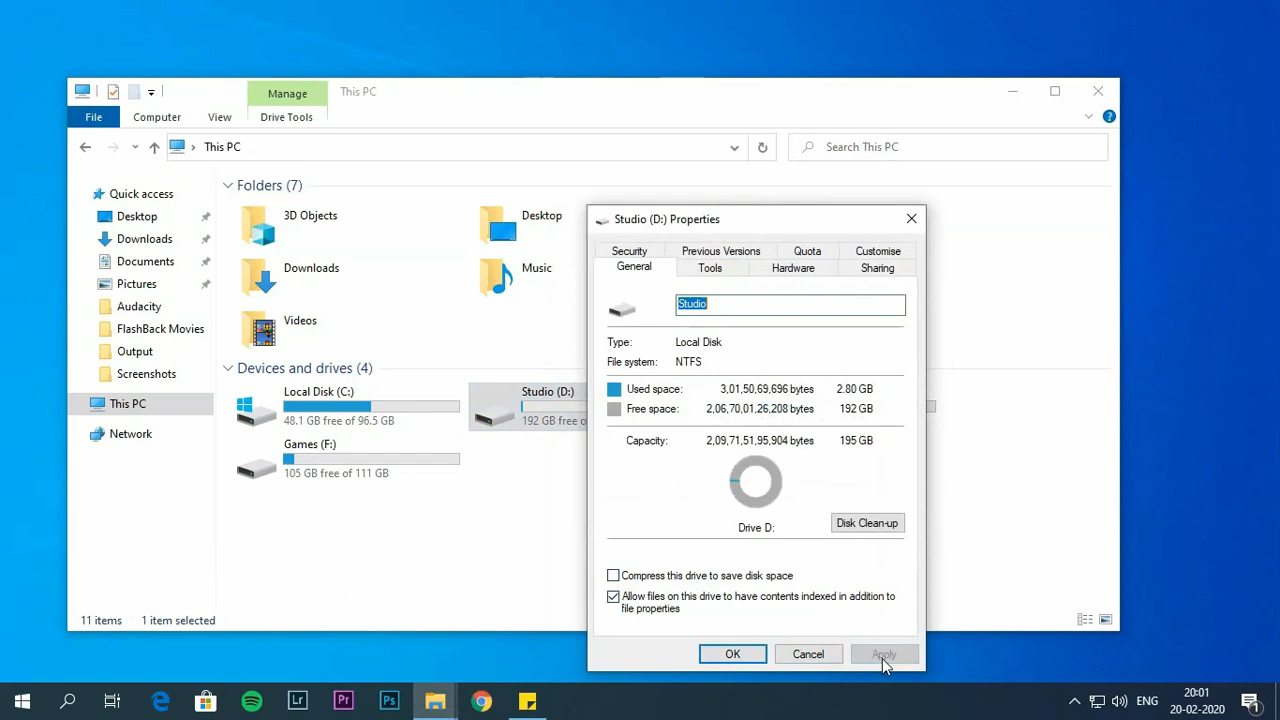 Manage
This PC
File
Computer
View
Drive Tools
This PC
Search This PC
Quick access
Desktop
Downloads
Documents
Pictures
Audacity
FlashBack Movies
Output
Screenshots
This PC
Network
Folders (7)
3D Objects
Desktop
Downloads
Music
Videos
Devices and drives (4)
Local Disk (C:)
48.1 GB free of 96.5 GB
Studio (D:)
192 GB free o
Games (F:)
105 GB free of 111 GB
11 items
1 item selected
Studio (D:) Properties
Security
Previous Versions
Quota
Customise
General
Tools
Hardware
Sharing
Studio
Type:
Local Disk
File system:
NTFS
Used space:
3,01,50,69,696 bytes
2.80 GB
Free space:
2,06,70,01,26,208 bytes
192 GB
Capacity:
2,09,71,51,95,904 bytes
195 GB
Drive D:
Disk Clean-up
Compress this drive to save disk space
Allow files on this drive to have contents indexed in addition to
file properties
OK
Cancel
Apply
Lr
Pr
Ps
ENG
20:01
20-02-2020
1